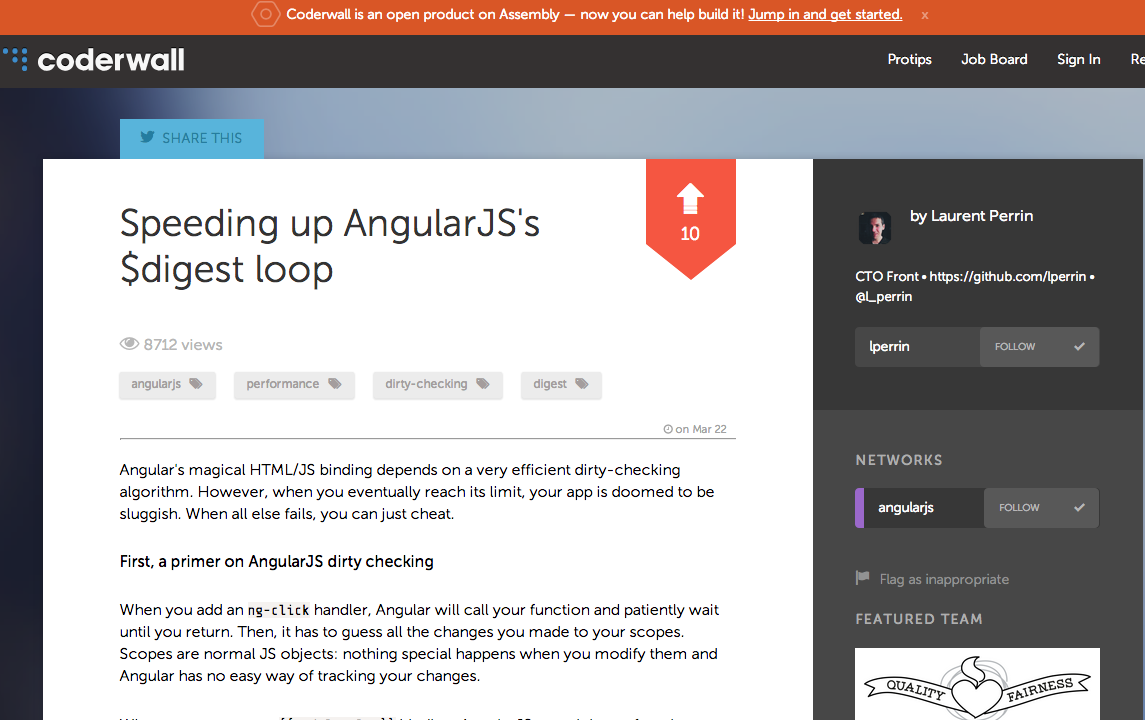 Coderwall is an open product on Assembly — now you can help build it! Jump in and get started. x
coderwall
Protips Job Board Sign In
SHARE THIS
Speeding up AngularJS's
$digest loop
10
8712 views
angularjs performance dirty-checking digest
on Mar 22
Angular's magical HTML/JS binding depends on a very efficient dirty-checking
algorithm. However, when you eventually reach its limit, your app is doomed to be
sluggish. When all else fails, you can just cheat.
First, a primer on AngularJS dirty checking
When you add an ng-click handler, Angular will call your function and patiently wait
until you return. Then, it has to guess all the changes you made to your scopes.
Scopes are normal JS objects: nothing special happens when you modify them and
Angular has no easy way of tracking your changes.
by Laurent Perrin
CTO Front • https://github.com/lperrin •
@l_perrin
lperrin FOLLOW
NETWORKS
angularjs FOLLOW
Flag as inappropriate
FEATURED TEAM
QUALITY FAIRNESS